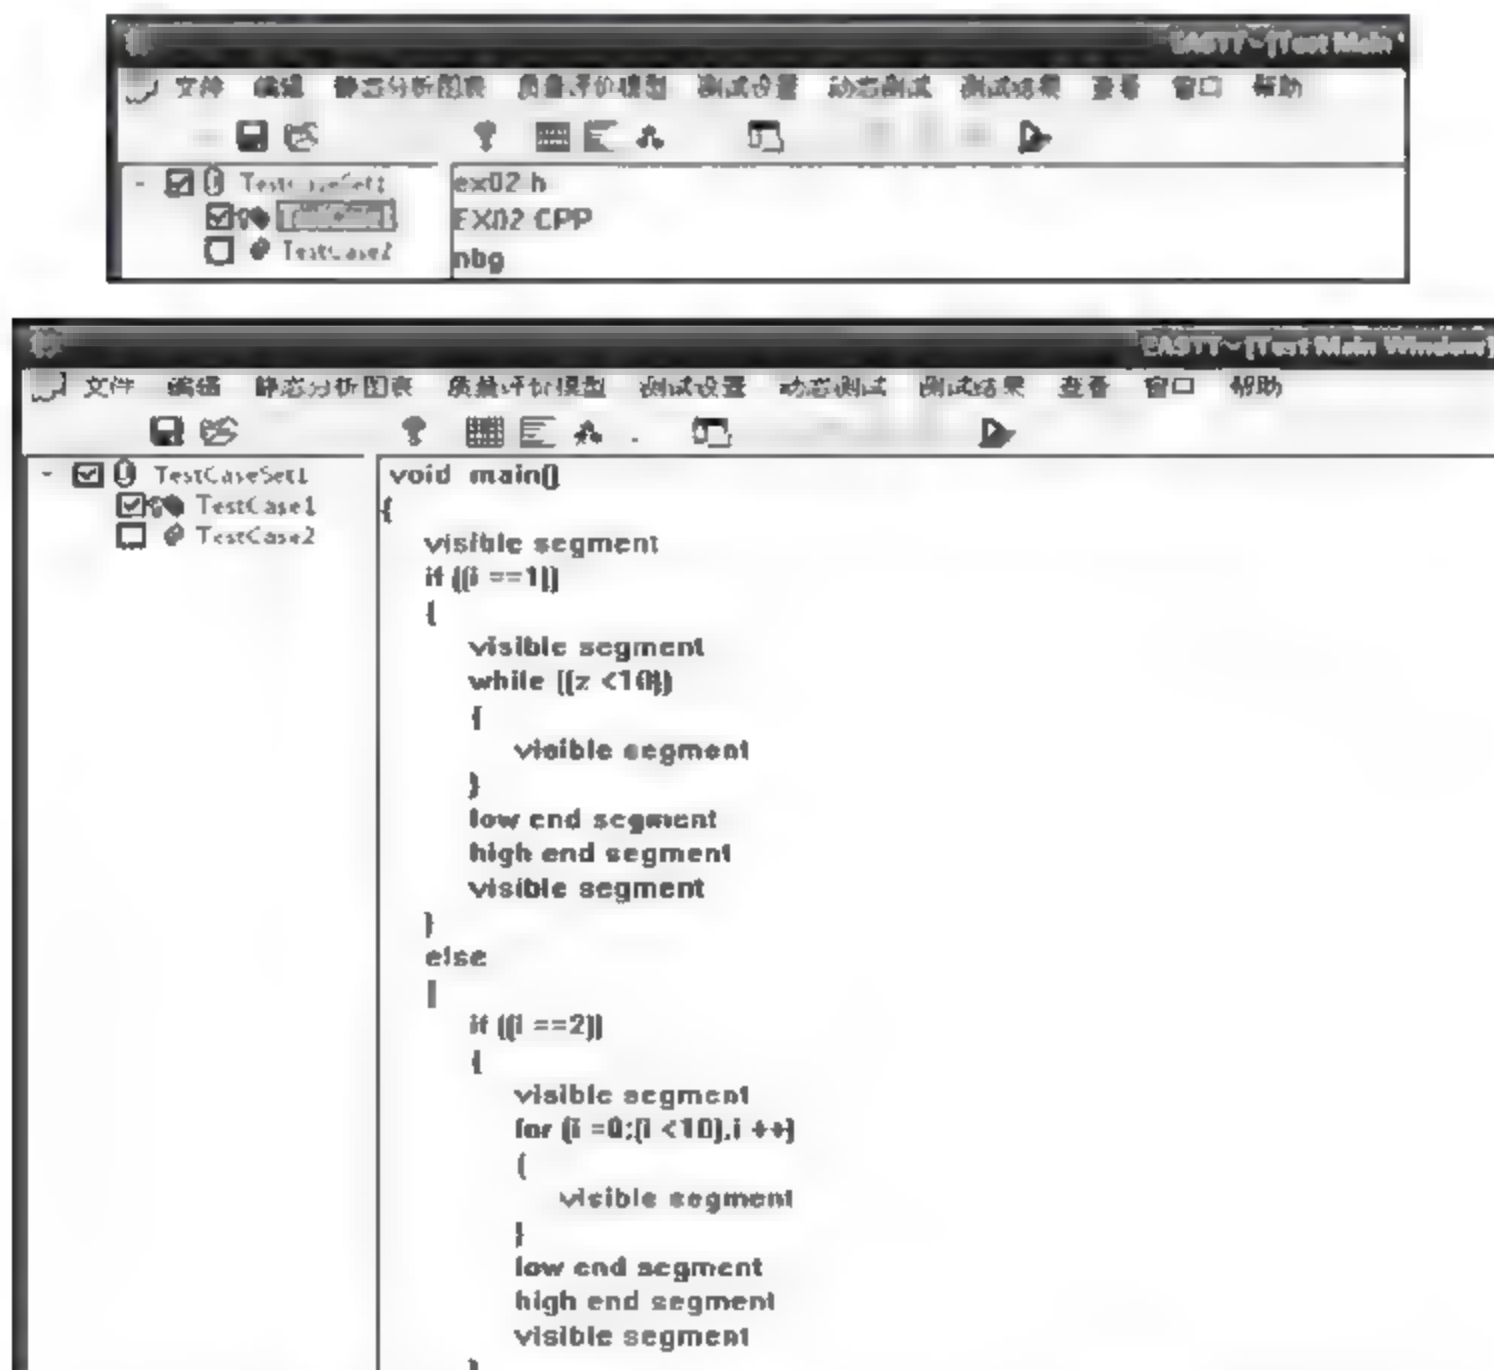 EASTT~[Test Main
文件 编辑 静态分析图表 质量评价模型 测试设置 动态测试 测试结果 查看 窗口 帮助
TestCaseSet1
TestCase1
TestCase2
ex02 h
EX02 CPP
nbg
EASTT~[Test Main Window]
文件 编辑 静态分析图表 质量评价模型 测试设置 动态测试 测试结果 查看 窗口 帮助
TestCaseSet1
TestCase1
TestCase2
void main()
{
visible segment
if ((i ==1))
{
visible segment
while ((z <10))
{
visible segment
}
low end segment
high end segment
visible segment
}
else
{
if ((i ==2))
{
visible segment
for (i =0;(i <10),i ++)
{
visible segment
}
low end segment
high end segment
visible segment
}